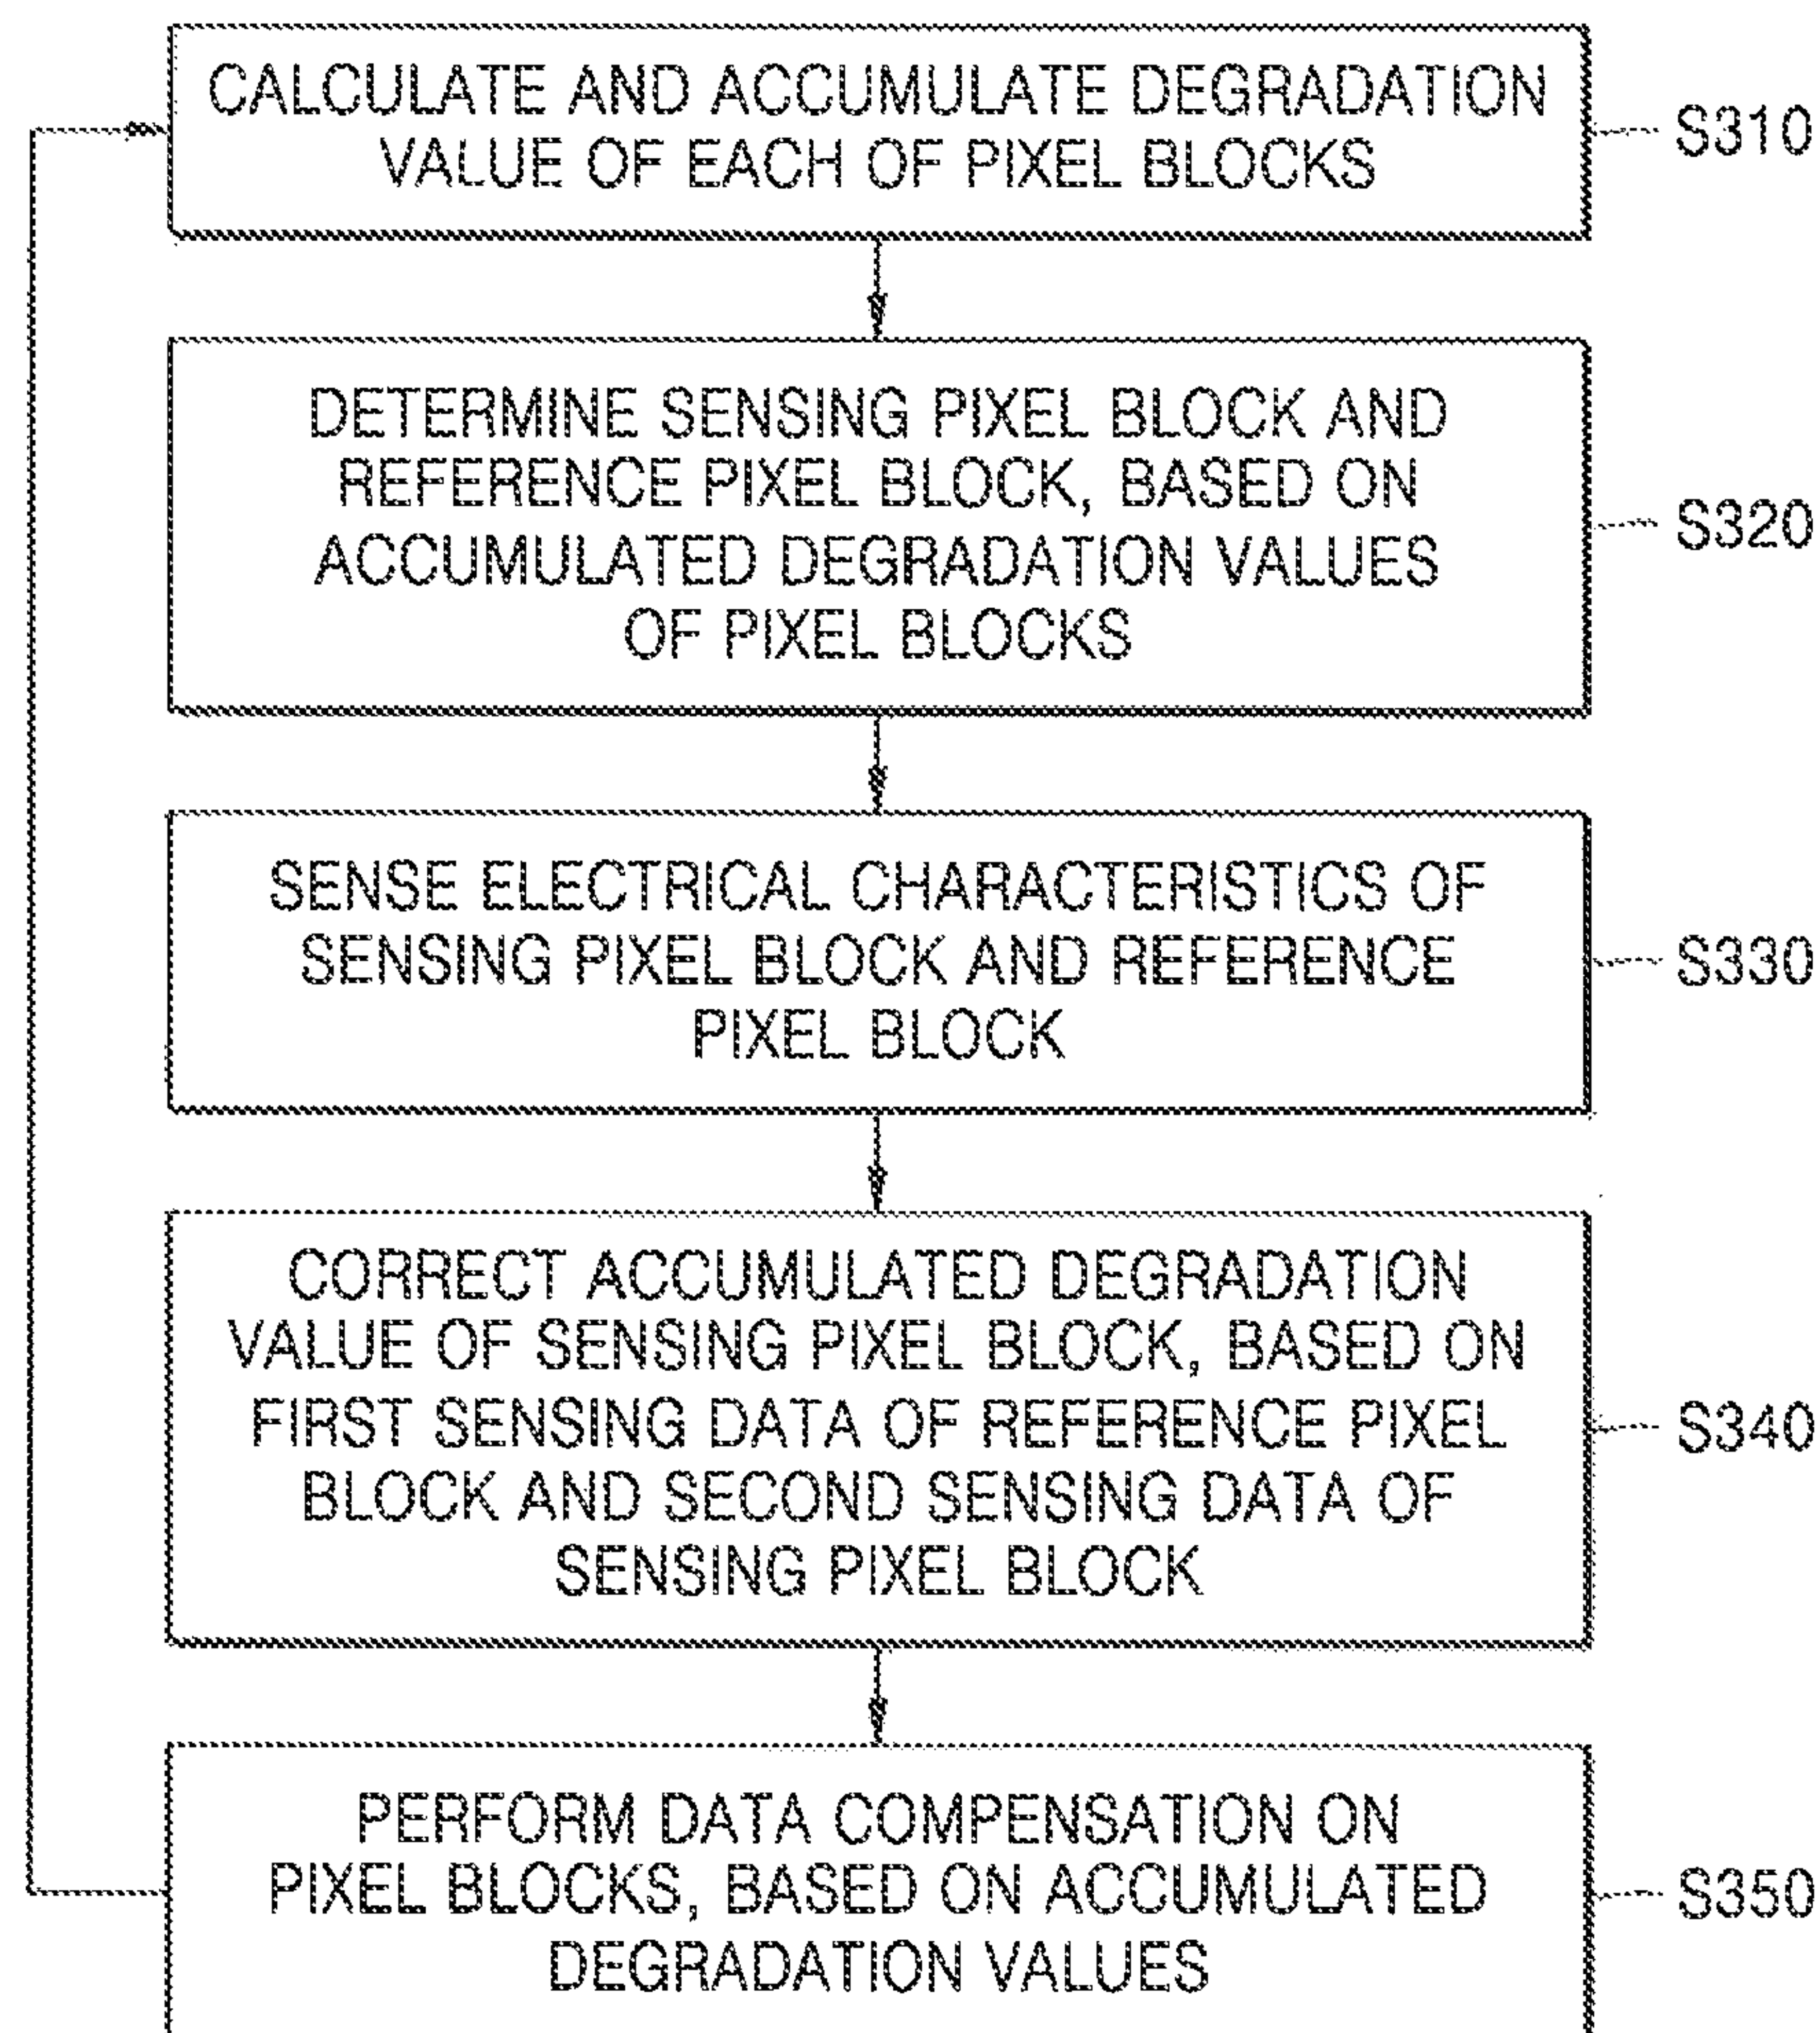 CALCULATE AND ACCUMULATE DEGRADATION
VALUE OF EACH OF PIXEL BLOCKS
S310
DETERMINE SENSING PIXEL BLOCK AND
REFERENCE PIXEL BLOCK, BASED ON
ACCUMULATED DEGRADATION VALUES
OF PIXEL BLOCKS
S320
SENSE ELECTRICAL CHARACTERISTICS OF
SENSING PIXEL BLOCK AND REFERENCE
PIXEL BLOCK
S330
CORRECT ACCUMULATED DEGRADATION
VALUE OF SENSING PIXEL BLOCK, BASED ON
FIRST SENSING DATA OF REFERENCE PIXEL
BLOCK AND SECOND SENSING DATA OF
SENSING PIXEL BLOCK
S340
PERFORM DATA COMPENSATION ON
PIXEL BLOCKS, BASED ON ACCUMULATED
DEGRADATION VALUES
S350